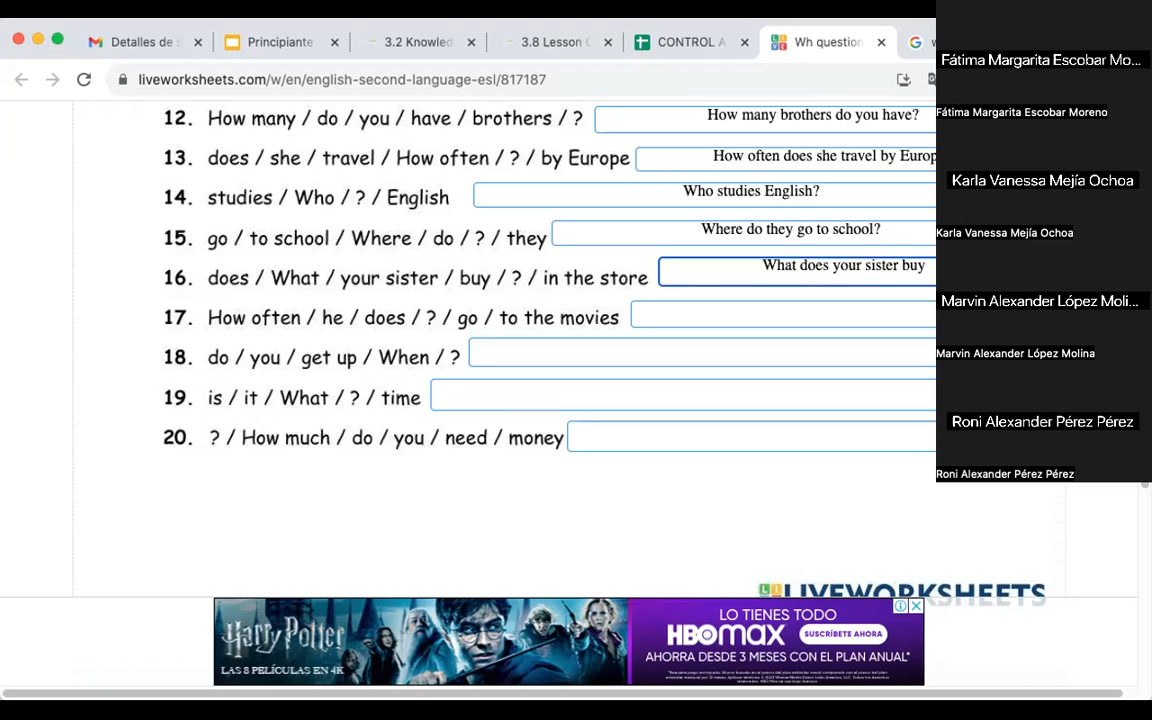 Detalles de
Principiante
3.2 Knowled
3.8 Lesson
CONTROL A
Wh question
liveworksheets.com/w/en/english-second-language-esl/817187
12. How many / do / you / have / brothers / ? How many brothers do you have?
13. does / she / travel / How often / ? / by Europe How often does she travel by Europ
14. studies / Who / ? / English Who studies English?
15. go / to school / Where / do / ? / they Where do they go to school?
16. does / What / your sister / buy / ? / in the store What does your sister buy
17. How often / he / does / ? / go / to the movies
18. do / you / get up / When / ?
19. is / it / What / ? / time
20. ? / How much / do / you / need / money
LIVEWORKSHEETS
Harry Potter
LAS 8 PELÍCULAS EN 4K
LO TIENES TODO
HBOmax
SUSCRÍBETE AHORA
AHORA DESDE 3 MESES CON EL PLAN ANUAL*
Fátima Margarita Escobar Mo...
Fátima Margarita Escobar Moreno
Karla Vanessa Mejía Ochoa
Karla Vanessa Mejía Ochoa
Marvin Alexander López Moli...
Marvin Alexander López Molina
Roni Alexander Pérez Pérez
Roni Alexander Pérez Pérez